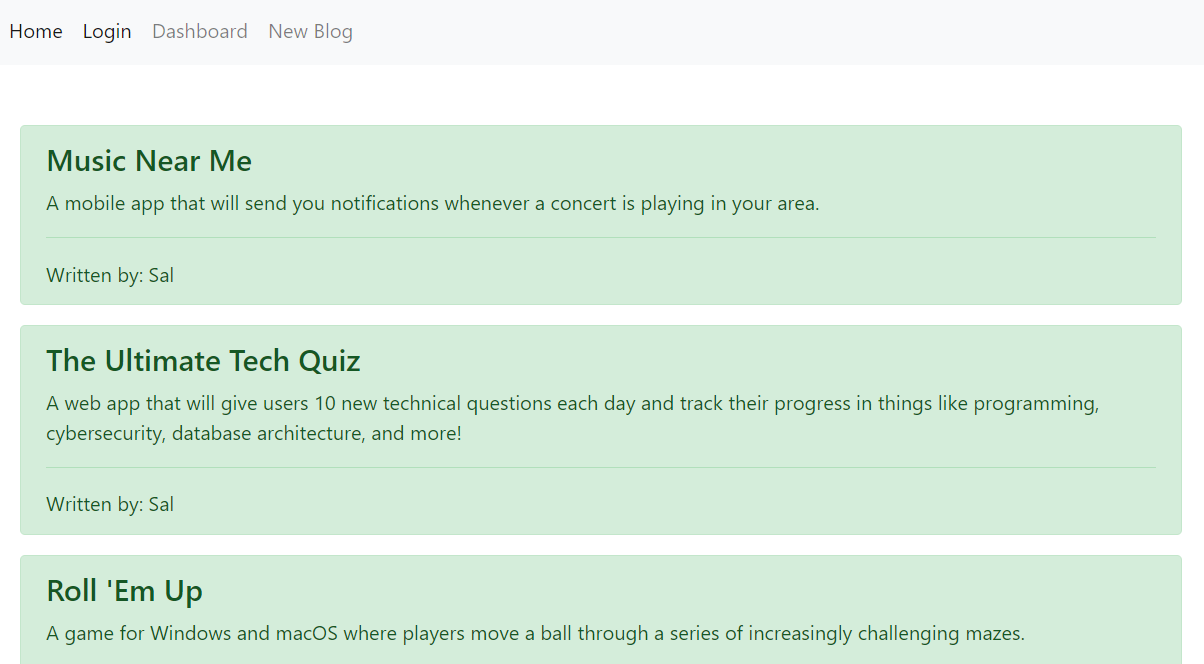 Home Login Dashboard New Blog
Music Near Me
A mobile app that will send you notifications whenever a concert is playing in your area.
Written by: Sal
The Ultimate Tech Quiz
A web app that will give users 10 new technical questions each day and track their progress in things like programming,
cybersecurity, database architecture, and more!
Written by: Sal
Roll 'Em Up
A game for Windows and macOS where players move a ball through a series of increasingly challenging mazes.